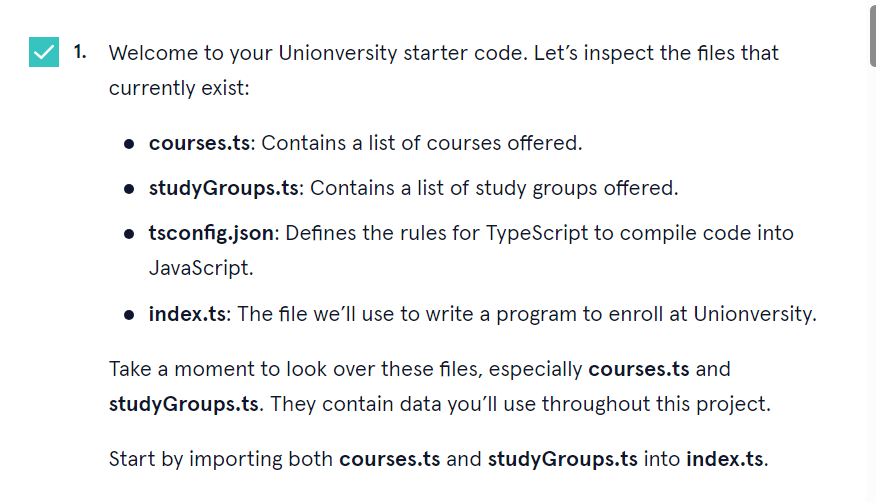 1. Welcome to your Unionversity starter code. Let’s inspect the files that
currently exist:
• courses.ts: Contains a list of courses offered.
• studyGroups.ts: Contains a list of study groups offered.
• tsconfig.json: Defines the rules for TypeScript to compile code into
JavaScript.
• index.ts: The file we’ll use to write a program to enroll at Unionversity.
Take a moment to look over these files, especially courses.ts and
studyGroups.ts. They contain data you’ll use throughout this project.
Start by importing both courses.ts and studyGroups.ts into index.ts.